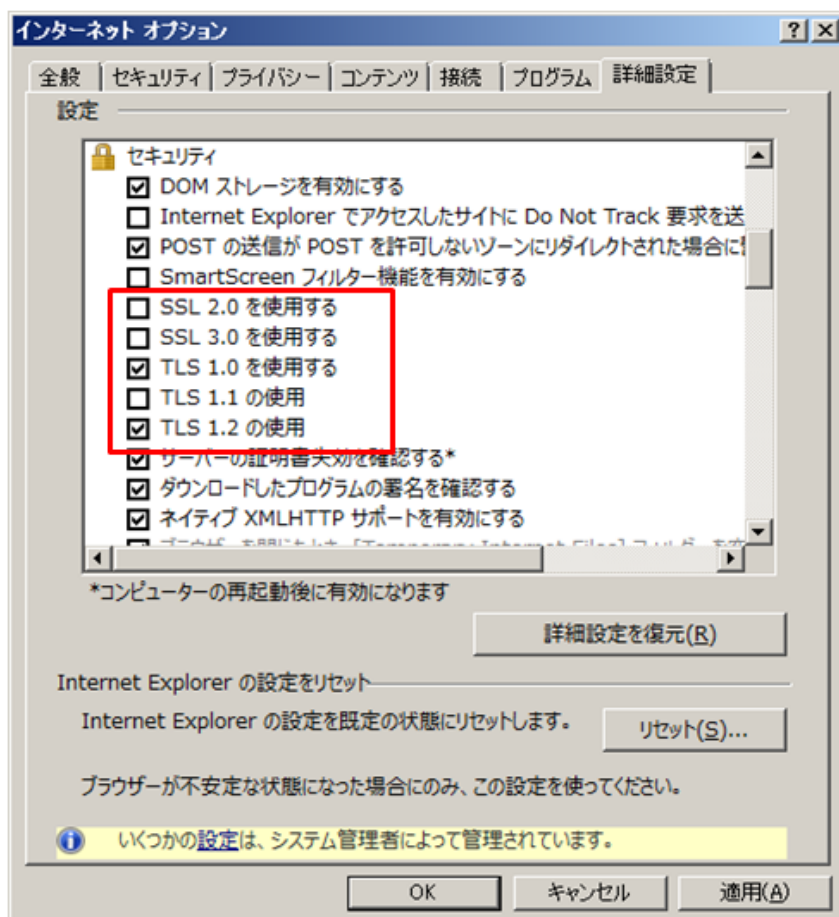 インターネット オプション
全般 セキュリティ プライバシー コンテンツ 接続 プログラム 詳細設定
設定
セキュリティ
DOM ストレージを有効にする
Internet Explorer でアクセスしたサイトに Do Not Track 要求を送
POST の送信が POST を許可しないゾーンにリダイレクトされた場合に
SmartScreen フィルター機能を有効にする
SSL 2.0 を使用する
SSL 3.0 を使用する
TLS 1.0 を使用する
TLS 1.1 の使用
TLS 1.2 の使用
サーバーの証明書失効を確認する*
ダウンロードしたプログラムの署名を確認する
ネイティブ XMLHTTP サポートを有効にする
*コンピューターの再起動後に有効になります
詳細設定を復元(R)
Internet Explorer の設定をリセット
Internet Explorer の設定を既定の状態にリセットします。
リセット(S)...
ブラウザーが不安定な状態になった場合にのみ、この設定を使ってください。
いくつかの設定は、システム管理者によって管理されています。
OK キャンセル 適用(A)